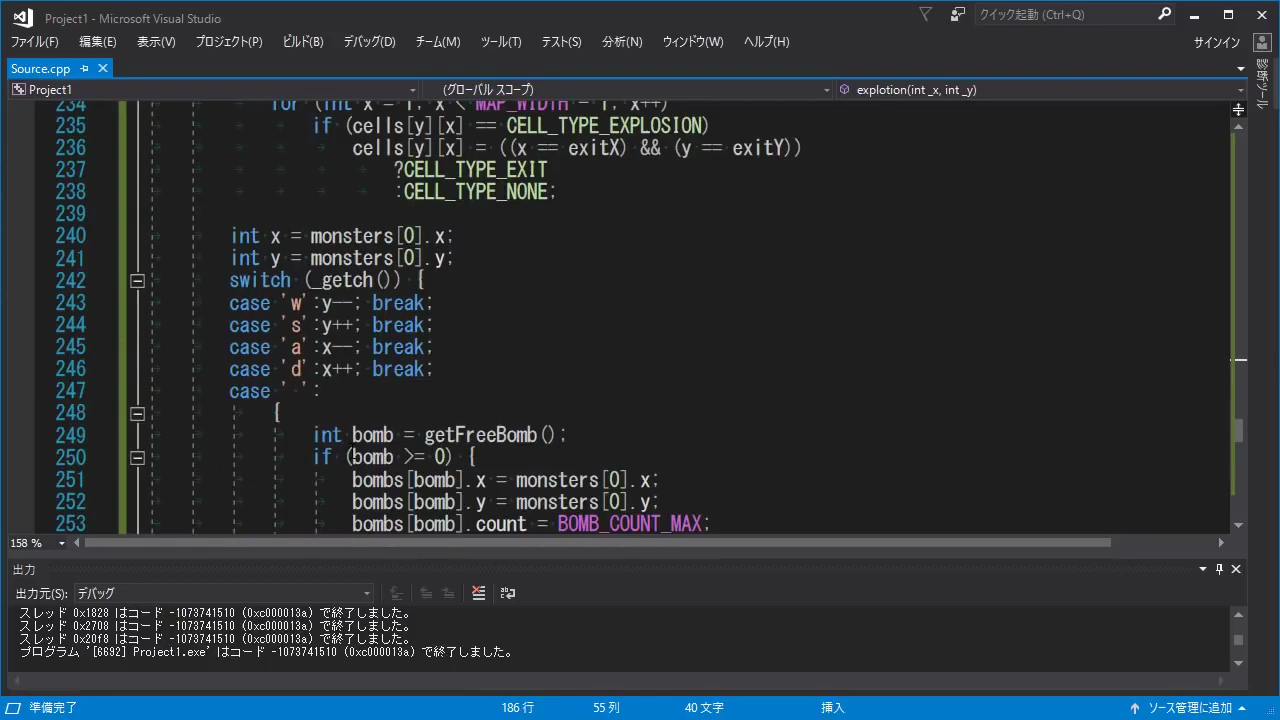 Project1 - Microsoft Visual Studio
クイック起動 (Ctrl+Q)
ファイル(F) 編集(E) 表示(V) プロジェクト(P) ビルド(B) デバッグ(D) チーム(M) ツール(T) テスト(S) 分析(N) ウィンドウ(W) ヘルプ(H) サインイン
Source.cpp
診断ツール
Project1 (グローバル スコープ) explotion(int _x, int _y)
234 for (int x = 1; x < MAP_WIDTH - 1; x++)
235 if (cells[y][x] == CELL_TYPE_EXPLOSION)
236 cells[y][x] = ((x == exitX) && (y == exitY))
237 ?CELL_TYPE_EXIT
238 :CELL_TYPE_NONE;
239
240 int x = monsters[0].x;
241 int y = monsters[0].y;
242 switch (_getch()) {
243 case 'w':y--; break;
244 case 's':y++; break;
245 case 'a':x--; break;
246 case 'd':x++; break;
247 case ' ':
248 {
249 int bomb = getFreeBomb();
250 if (bomb >= 0) {
251 bombs[bomb].x = monsters[0].x;
252 bombs[bomb].y = monsters[0].y;
253 bombs[bomb].count = BOMB_COUNT_MAX;
158 %
出力
出力元(S): デバッグ
スレッド 0x1828 はコード -1073741510 (0xc000013a) で終了しました。
スレッド 0x2708 はコード -1073741510 (0xc000013a) で終了しました。
スレッド 0x20f8 はコード -1073741510 (0xc000013a) で終了しました。
プログラム '[6692] Project1.exe' はコード -1073741510 (0xc000013a) で終了しました。
準備完了 186 行 55 列 40 文字 挿入 ソース管理に追加